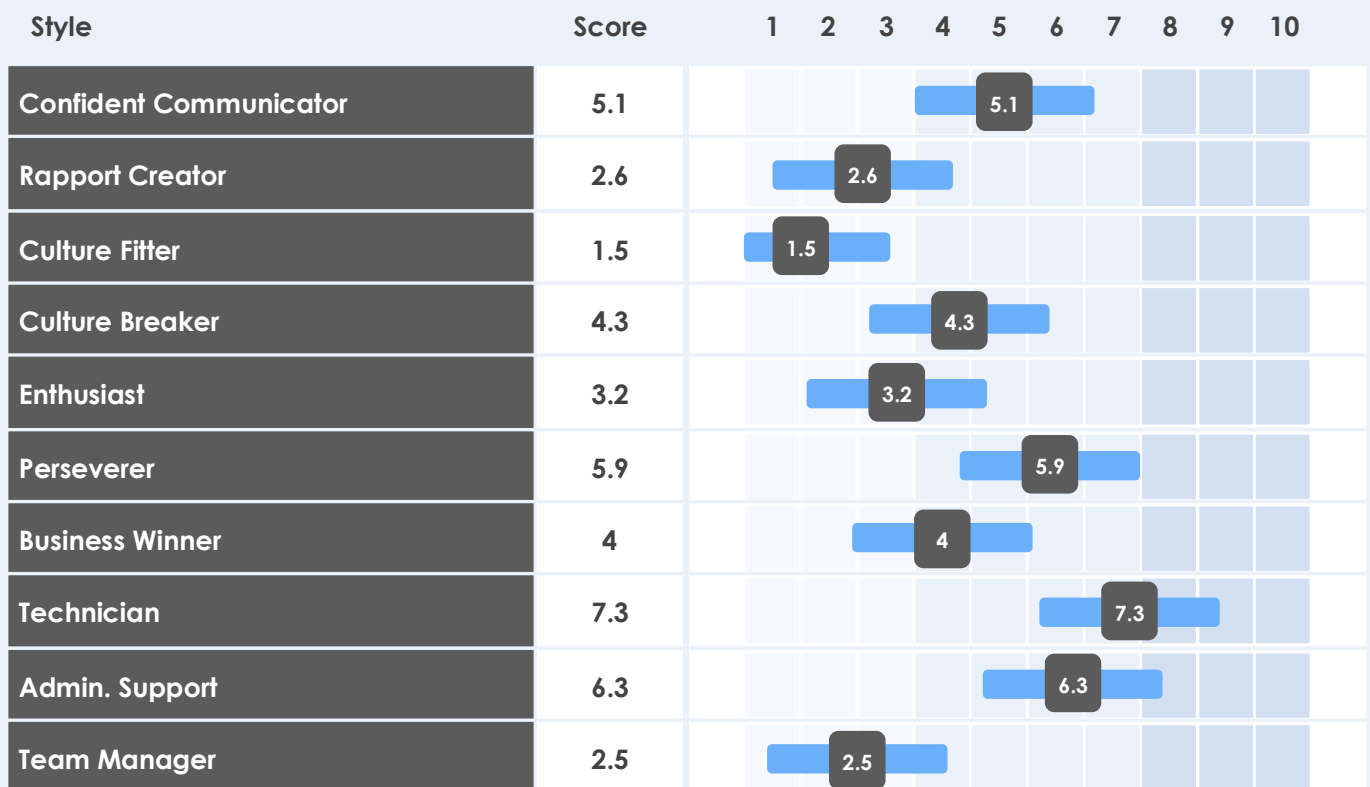 Style Score 1 2 3 4 5 6 7 8 9 10
Confident Communicator 5.1 5.1
Rapport Creator 2.6 2.6
Culture Fitter 1.5 1.5
Culture Breaker 4.3 4.3
Enthusiast 3.2 3.2
Perseverer 5.9 5.9
Business Winner 4 4
Technician 7.3 7.3
Admin. Support 6.3 6.3
Team Manager 2.5 2.5